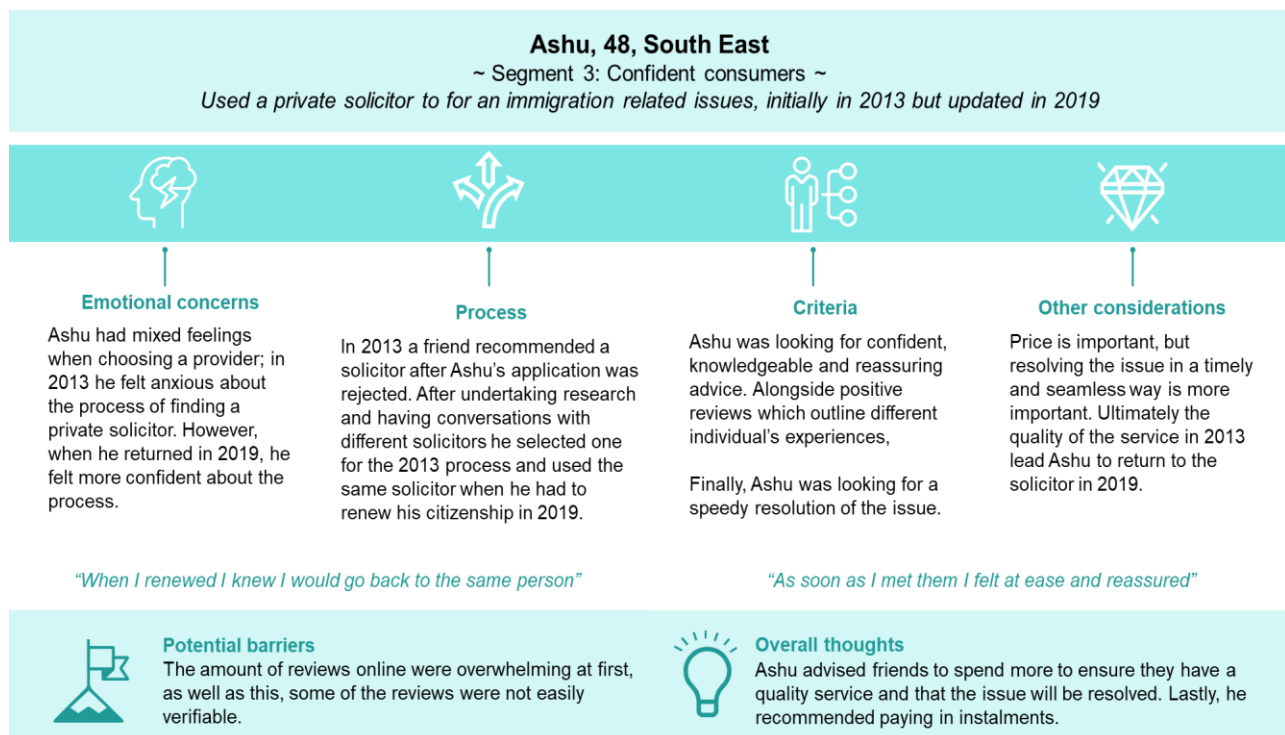 Ashu, 48, South East
~ Segment 3: Confident consumers ~
Used a private solicitor to for an immigration related issues, initially in 2013 but updated in 2019
Emotional concerns
Ashu had mixed feelings
when choosing a provider; in
2013 he felt anxious about
the process of finding a
private solicitor. However,
when he returned in 2019, he
felt more confident about the
process.
Process
In 2013 a friend recommended a
solicitor after Ashu's application was
rejected. After undertaking research
and having conversations with
different solicitors he selected one
for the 2013 process and used the
same solicitor when he had to
renew his citizenship in 2019.
Criteria
Ashu was looking for confident,
knowledgeable and reassuring
advice. Alongside positive
reviews which outline different
individual's experiences,
Finally, Ashu was looking for a
speedy resolution of the issue.
Other considerations
Price is important, but
resolving the issue in a timely
and seamless way is more
important. Ultimately the
quality of the service in 2013
lead Ashu to return to the
solicitor in 2019.
“When I renewed I knew I would go back to the same person”
“As soon as I met them I felt at ease and reassured”
Potential barriers
The amount of reviews online were overwhelming at first,
as well as this, some of the reviews were not easily
verifiable.
Overall thoughts
Ashu advised friends to spend more to ensure they have a
quality service and that the issue will be resolved. Lastly, he
recommended paying in instalments.